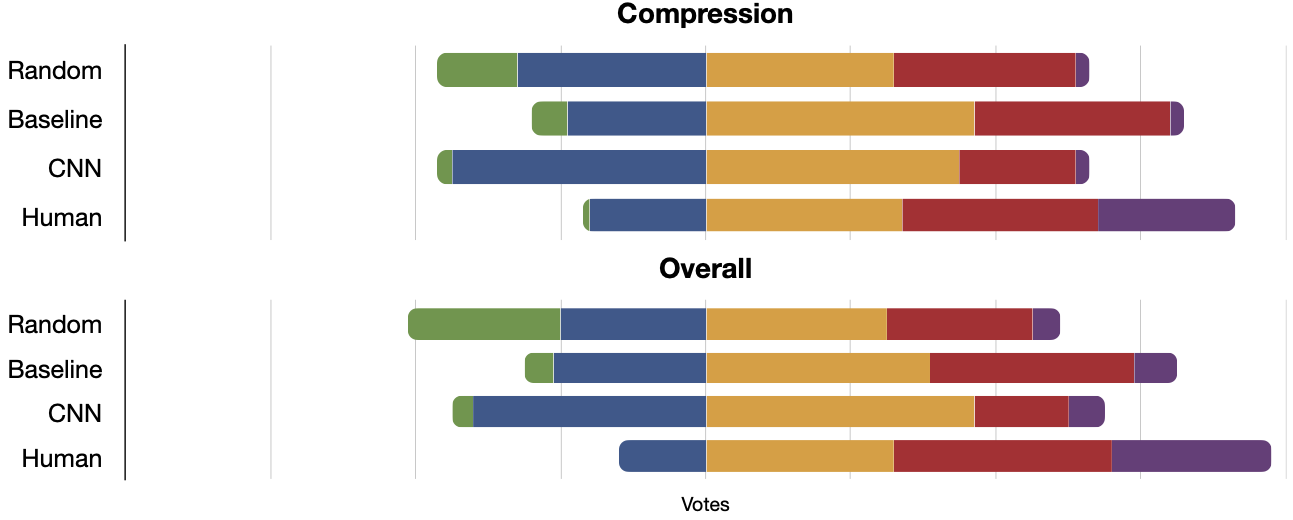 Compression
Random
Baseline
CNN
Human
Overall
Random
Baseline
CNN
Human
Votes